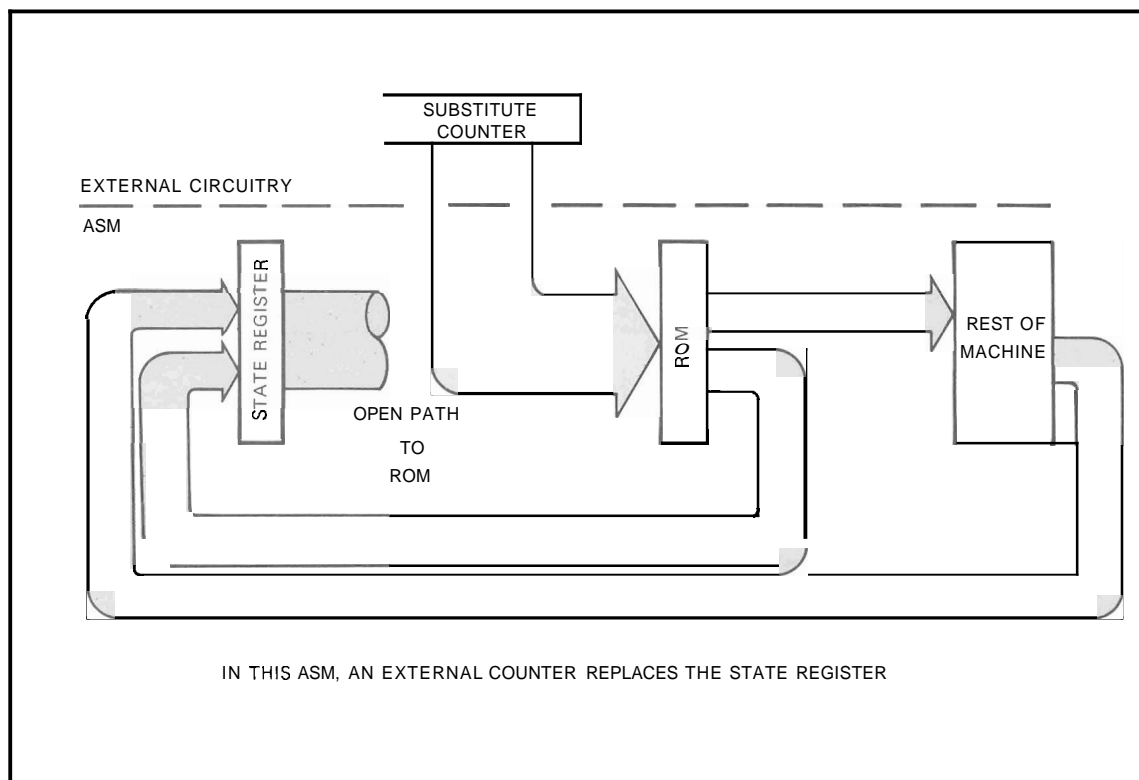 SUBSTITUTE
COUNTER
EXTERNAL CIRCUITRY
ASM
STATE REGISTER
ROM
REST OF
MACHINE
OPEN PATH
TO
ROM
IN THIS ASM, AN EXTERNAL COUNTER REPLACES THE STATE REGISTER